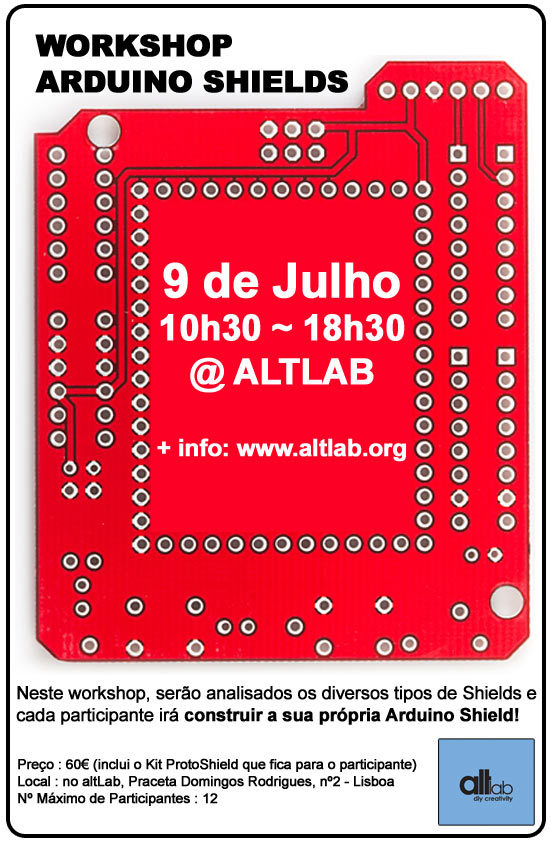 WORKSHOP
ARDUINO SHIELDS
9 de Julho
10h30 ~ 18h30
@ ALTLAB
+ info: www.altlab.org
Neste workshop, serão analisados os diversos tipos de Shields e
cada participante irá construir a sua própria Arduino Shield!
Preço : 60€ (inclui o Kit ProtoShield que fica para o participante)
Local : no altLab, Praceta Domingos Rodrigues, nº2 - Lisboa
Nº Máximo de Participantes : 12
altlab
diy creativity